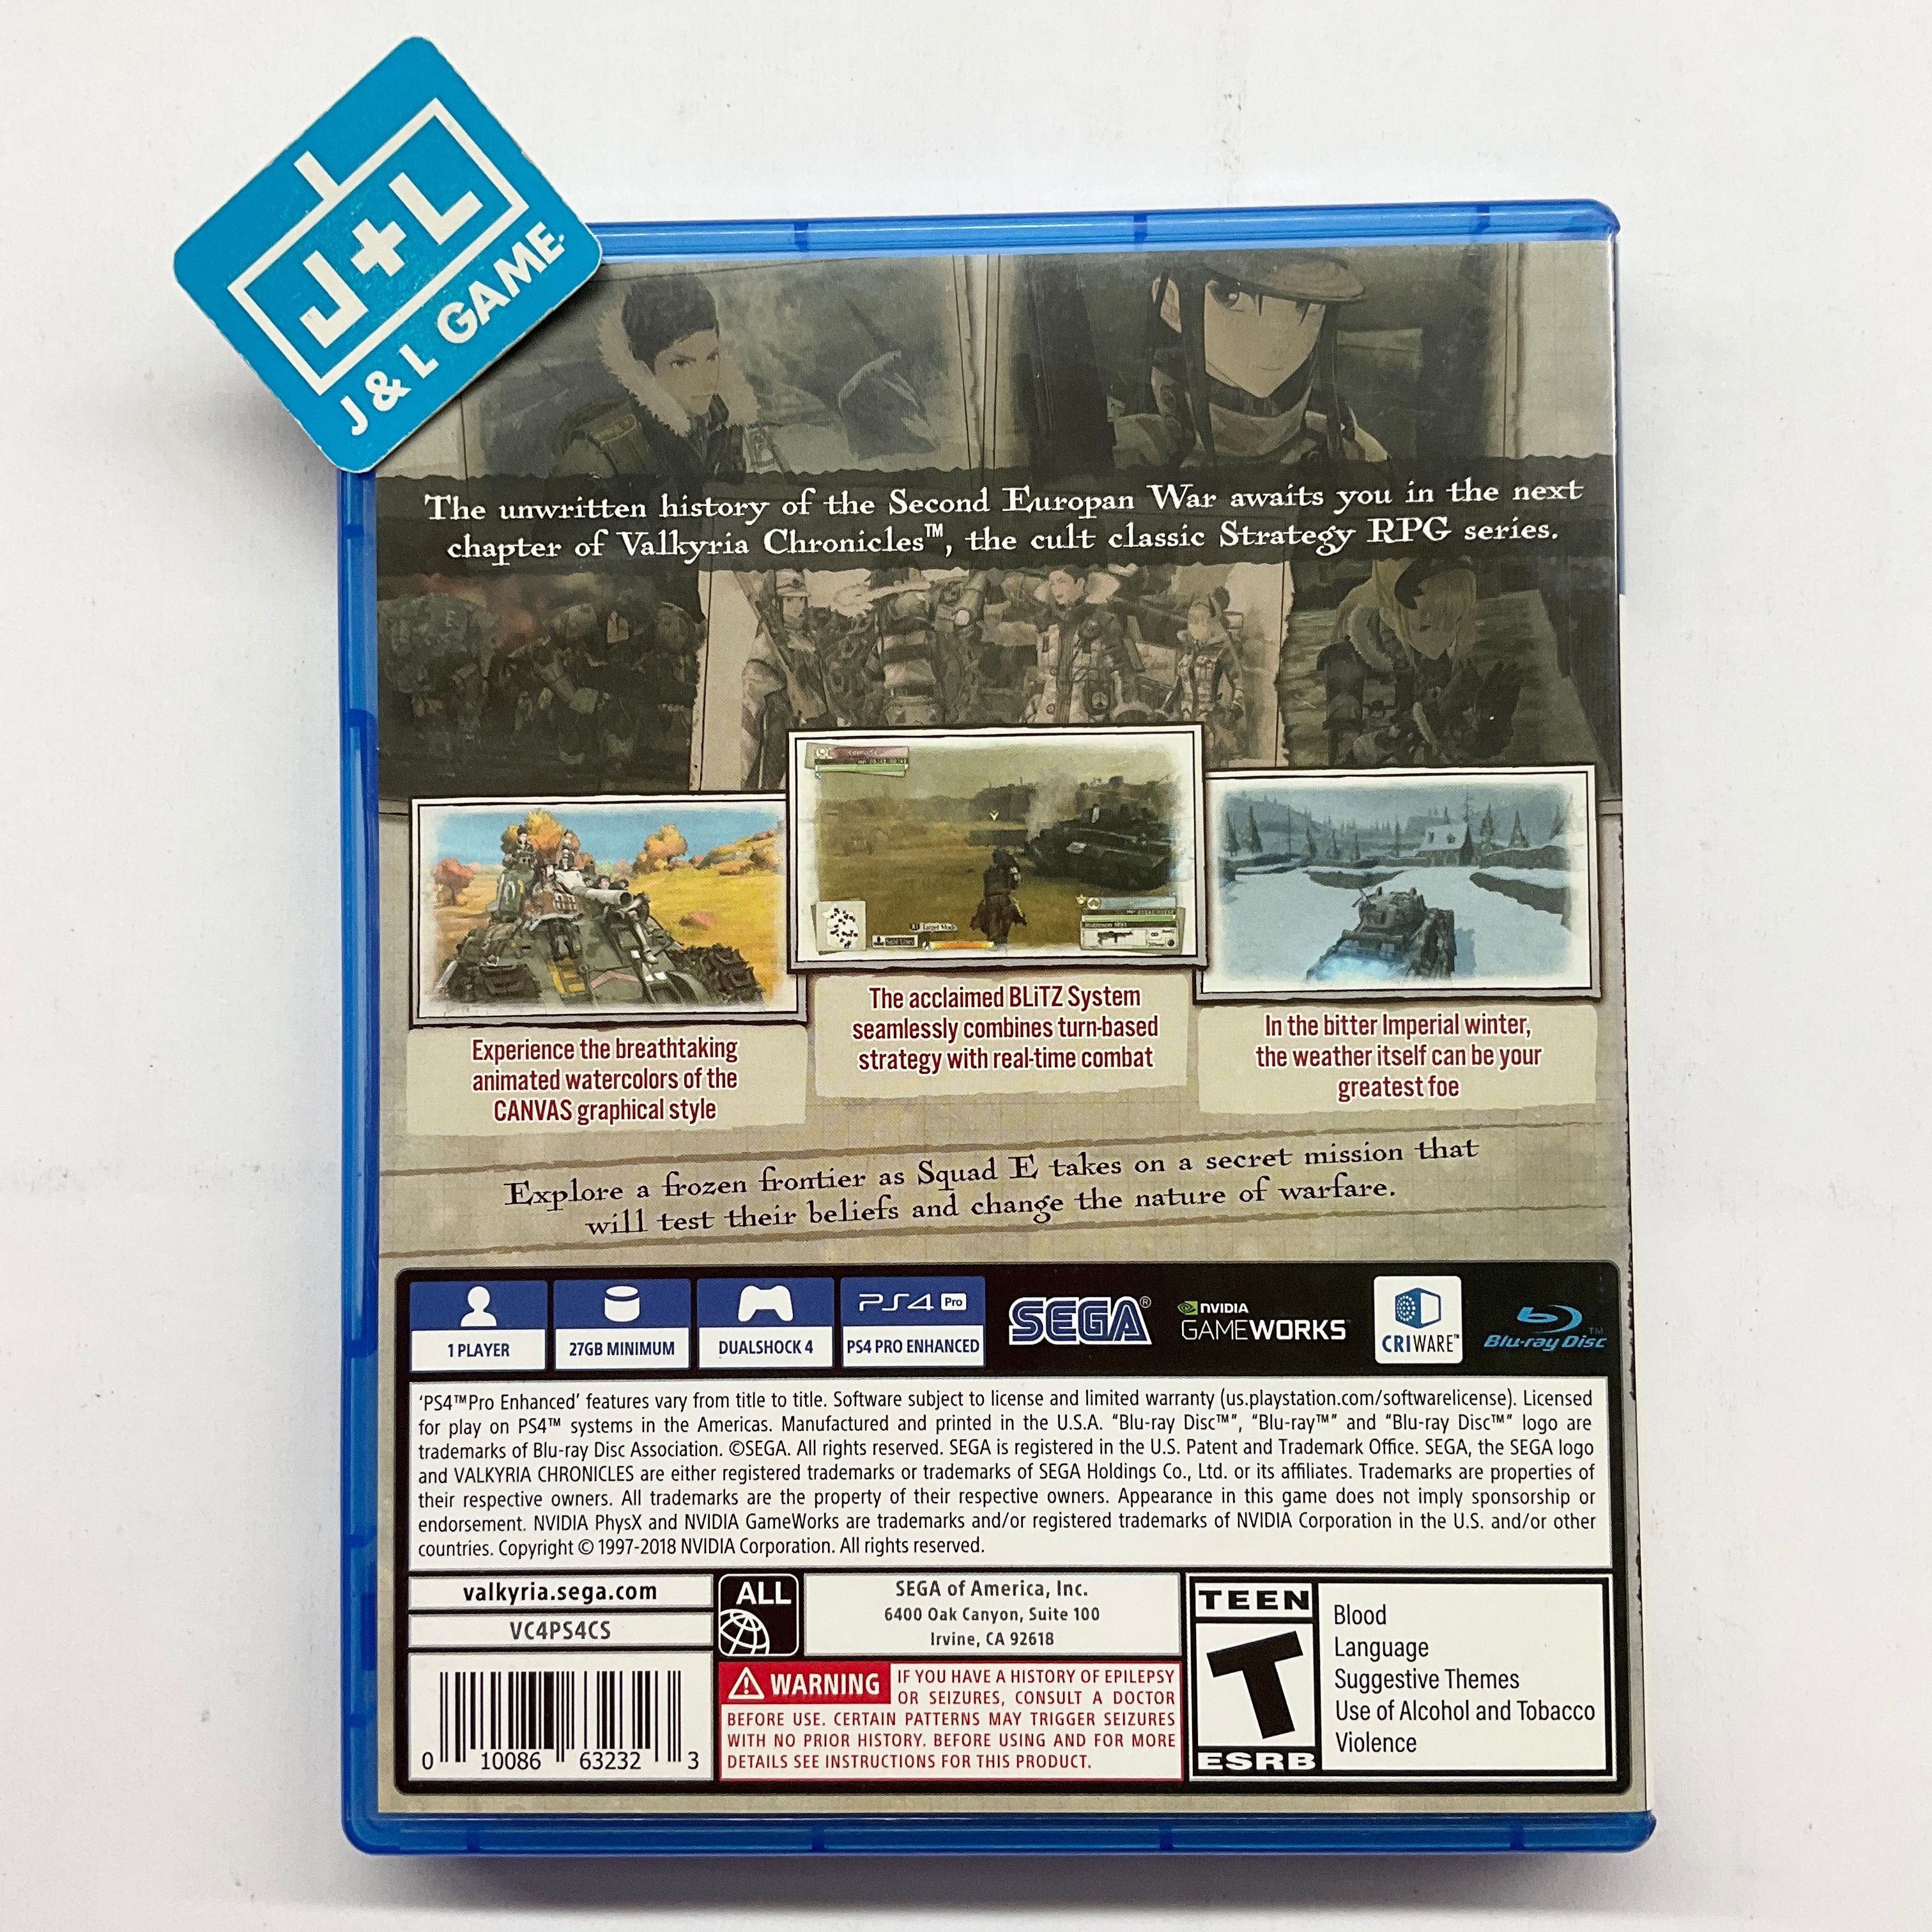 J+L
J & L GAME
The unwritten history of the Second Europan War awaits you in the next
chapter of Valkyria Chronicles™, the cult classic Strategy RPG series.
Experience the breathtaking
animated watercolors of the
CANVAS graphical style
The acclaimed BLiTZ System
seamlessly combines turn-based
strategy with real-time combat
In the bitter Imperial winter,
the weather itself can be your
greatest foe
Explore a frozen frontier as Squad E takes on a secret mission that
will test their beliefs and change the nature of warfare.
1 PLAYER
27GB MINIMUM
DUALSHOCK 4
PS4 Pro
PS4 PRO ENHANCED
SEGA®
NVIDIA
GAMEWORKS
CRIWARE™
Blu-ray Disc™
'PS4™Pro Enhanced' features vary from title to title. Software subject to license and limited warranty (us.playstation.com/softwarelicense). Licensed
for play on PS4™ systems in the Americas. Manufactured and printed in the U.S.A. "Blu-ray Disc™", "Blu-ray™" and "Blu-ray Disc™" logo are
trademarks of Blu-ray Disc Association. ©SEGA. All rights reserved. SEGA is registered in the U.S. Patent and Trademark Office. SEGA, the SEGA logo
and VALKYRIA CHRONICLES are either registered trademarks or trademarks of SEGA Holdings Co., Ltd. or its affiliates. Trademarks are properties of
their respective owners. All trademarks are the property of their respective owners. Appearance in this game does not imply sponsorship or
endorsement. NVIDIA PhysX and NVIDIA GameWorks are trademarks and/or registered trademarks of NVIDIA Corporation in the U.S. and/or other
countries. Copyright © 1997-2018 NVIDIA Corporation. All rights reserved.
valkyria.sega.com
VC4PS4CS
0 10086 63232 3
ALL
SEGA of America, Inc.
6400 Oak Canyon, Suite 100
Irvine, CA 92618
WARNING IF YOU HAVE A HISTORY OF EPILEPSY
OR SEIZURES, CONSULT A DOCTOR
BEFORE USE. CERTAIN PATTERNS MAY TRIGGER SEIZURES
WITH NO PRIOR HISTORY. BEFORE USING AND FOR MORE
DETAILS SEE INSTRUCTIONS FOR THIS PRODUCT.
TEEN
T
ESRB
Blood
Language
Suggestive Themes
Use of Alcohol and Tobacco
Violence